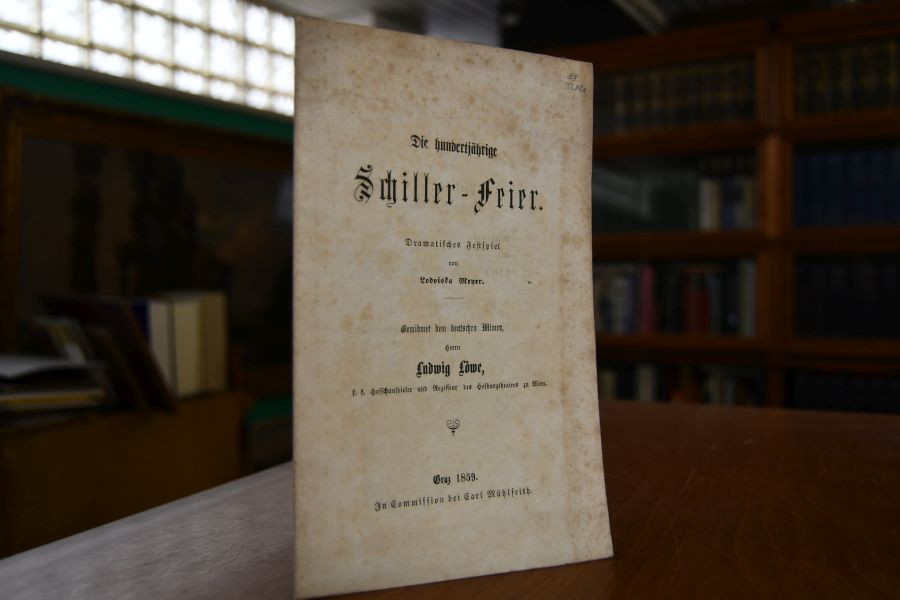 Die hundertjährige
Schiller-Feier.
Dramatisches Festspiel
von
Lodoiska Meyer.
Gewidmet dem deutschen Mimen,
Herrn
Ludwig Löwe,
k. k. Hofschauspieler und Regisseur des Hofburgtheaters zu Wien.
Graz 1859.
In Commission bei Carl Mühlfeith.